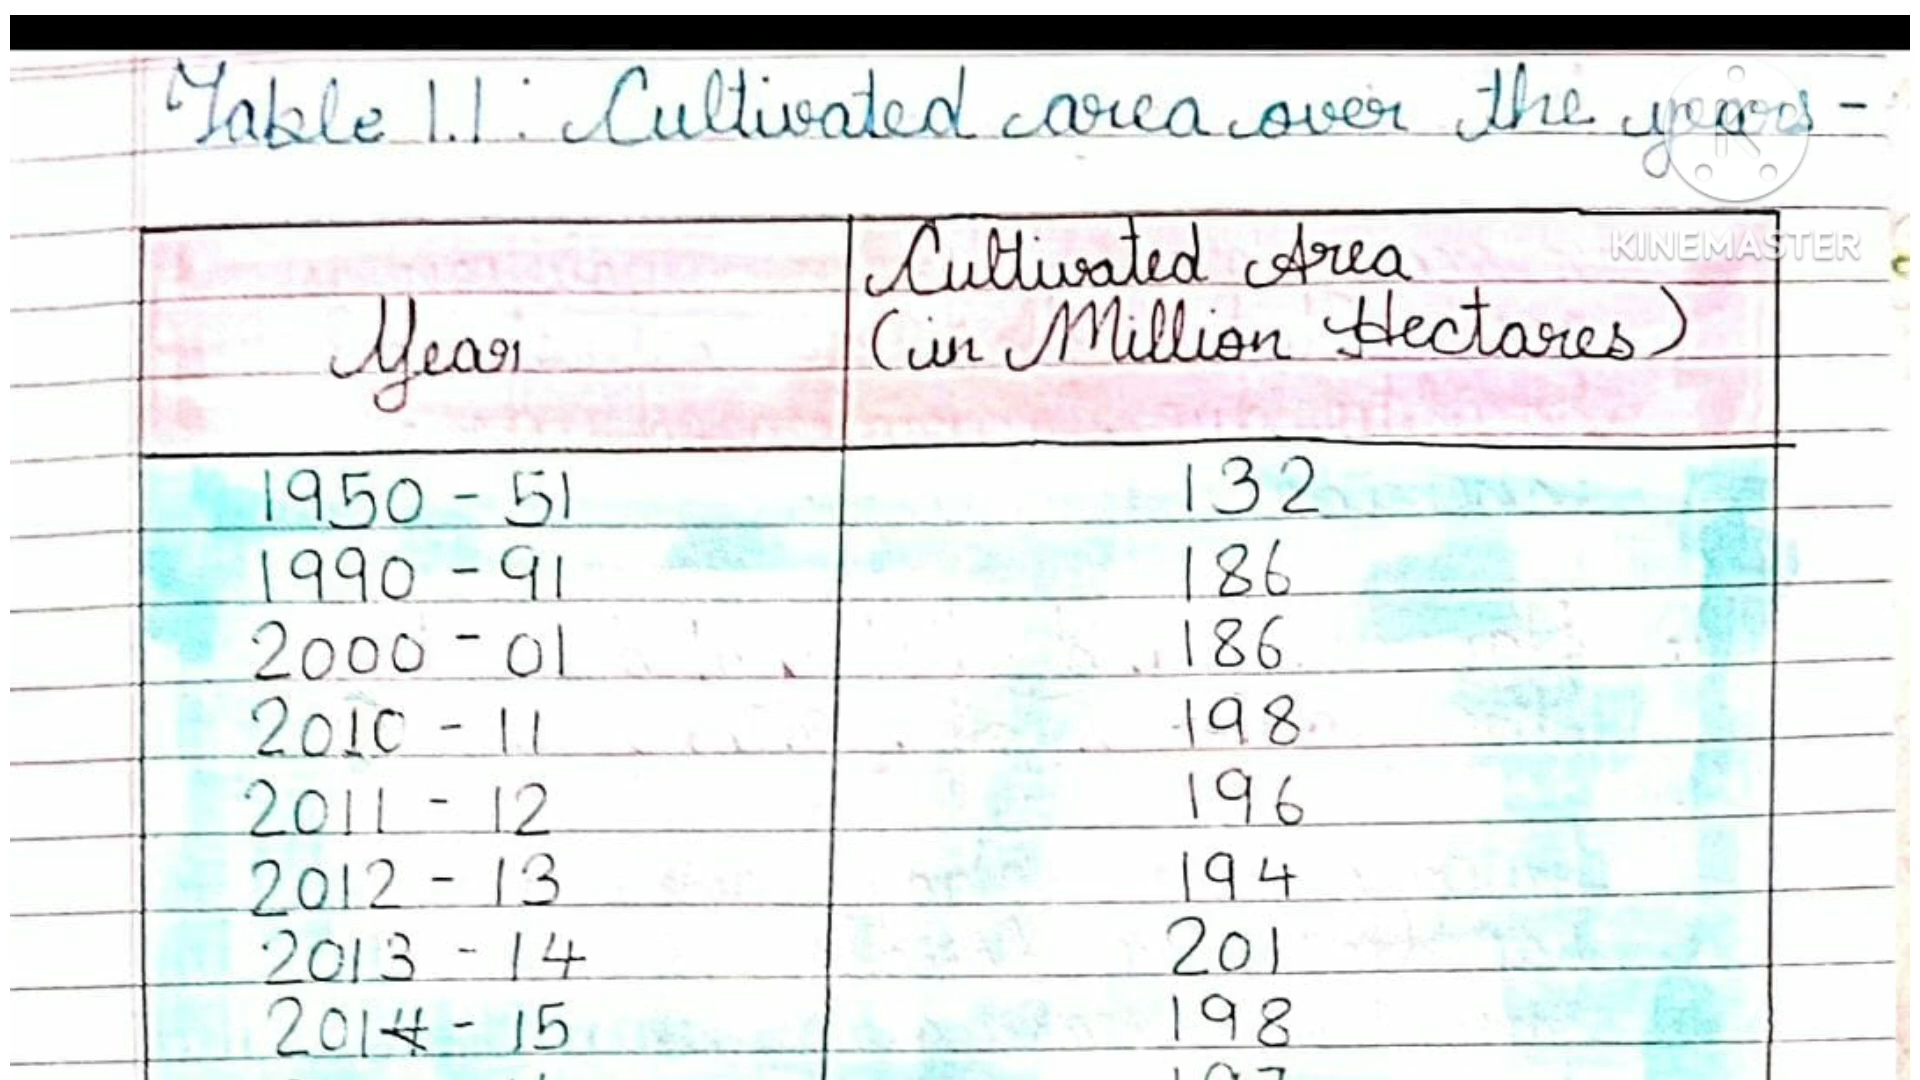 Table 1.1 : Cultivated area over the years -
KINEMASTER
Year
Cultivated Area
(in Million Hectares)
1950 - 51 132
1990 - 91 186
2000 - 01 186
2010 - 11 198
2011 - 12 196
2012 - 13 194
2013 - 14 201
2014 - 15 198